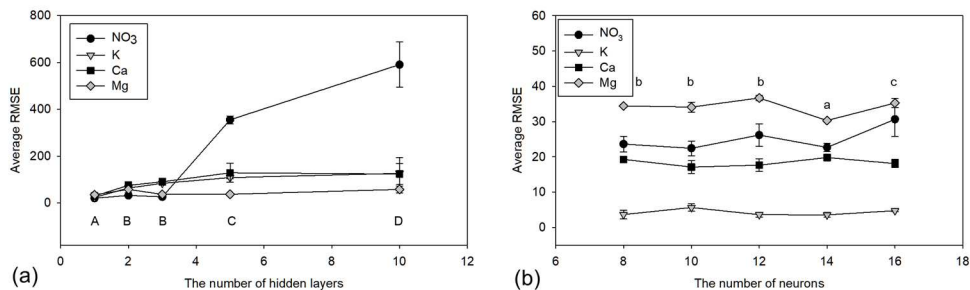 800
600
400
200
0
Average RMSE
NO3
K
Ca
Mg
A B B C D
0 2 4 6 8 10 12
The number of hidden layers
(a)
60
50
40
30
20
10
0
Average RMSE
NO3
K
Ca
Mg
b b b a c
6 8 10 12 14 16 18
The number of neurons
(b)